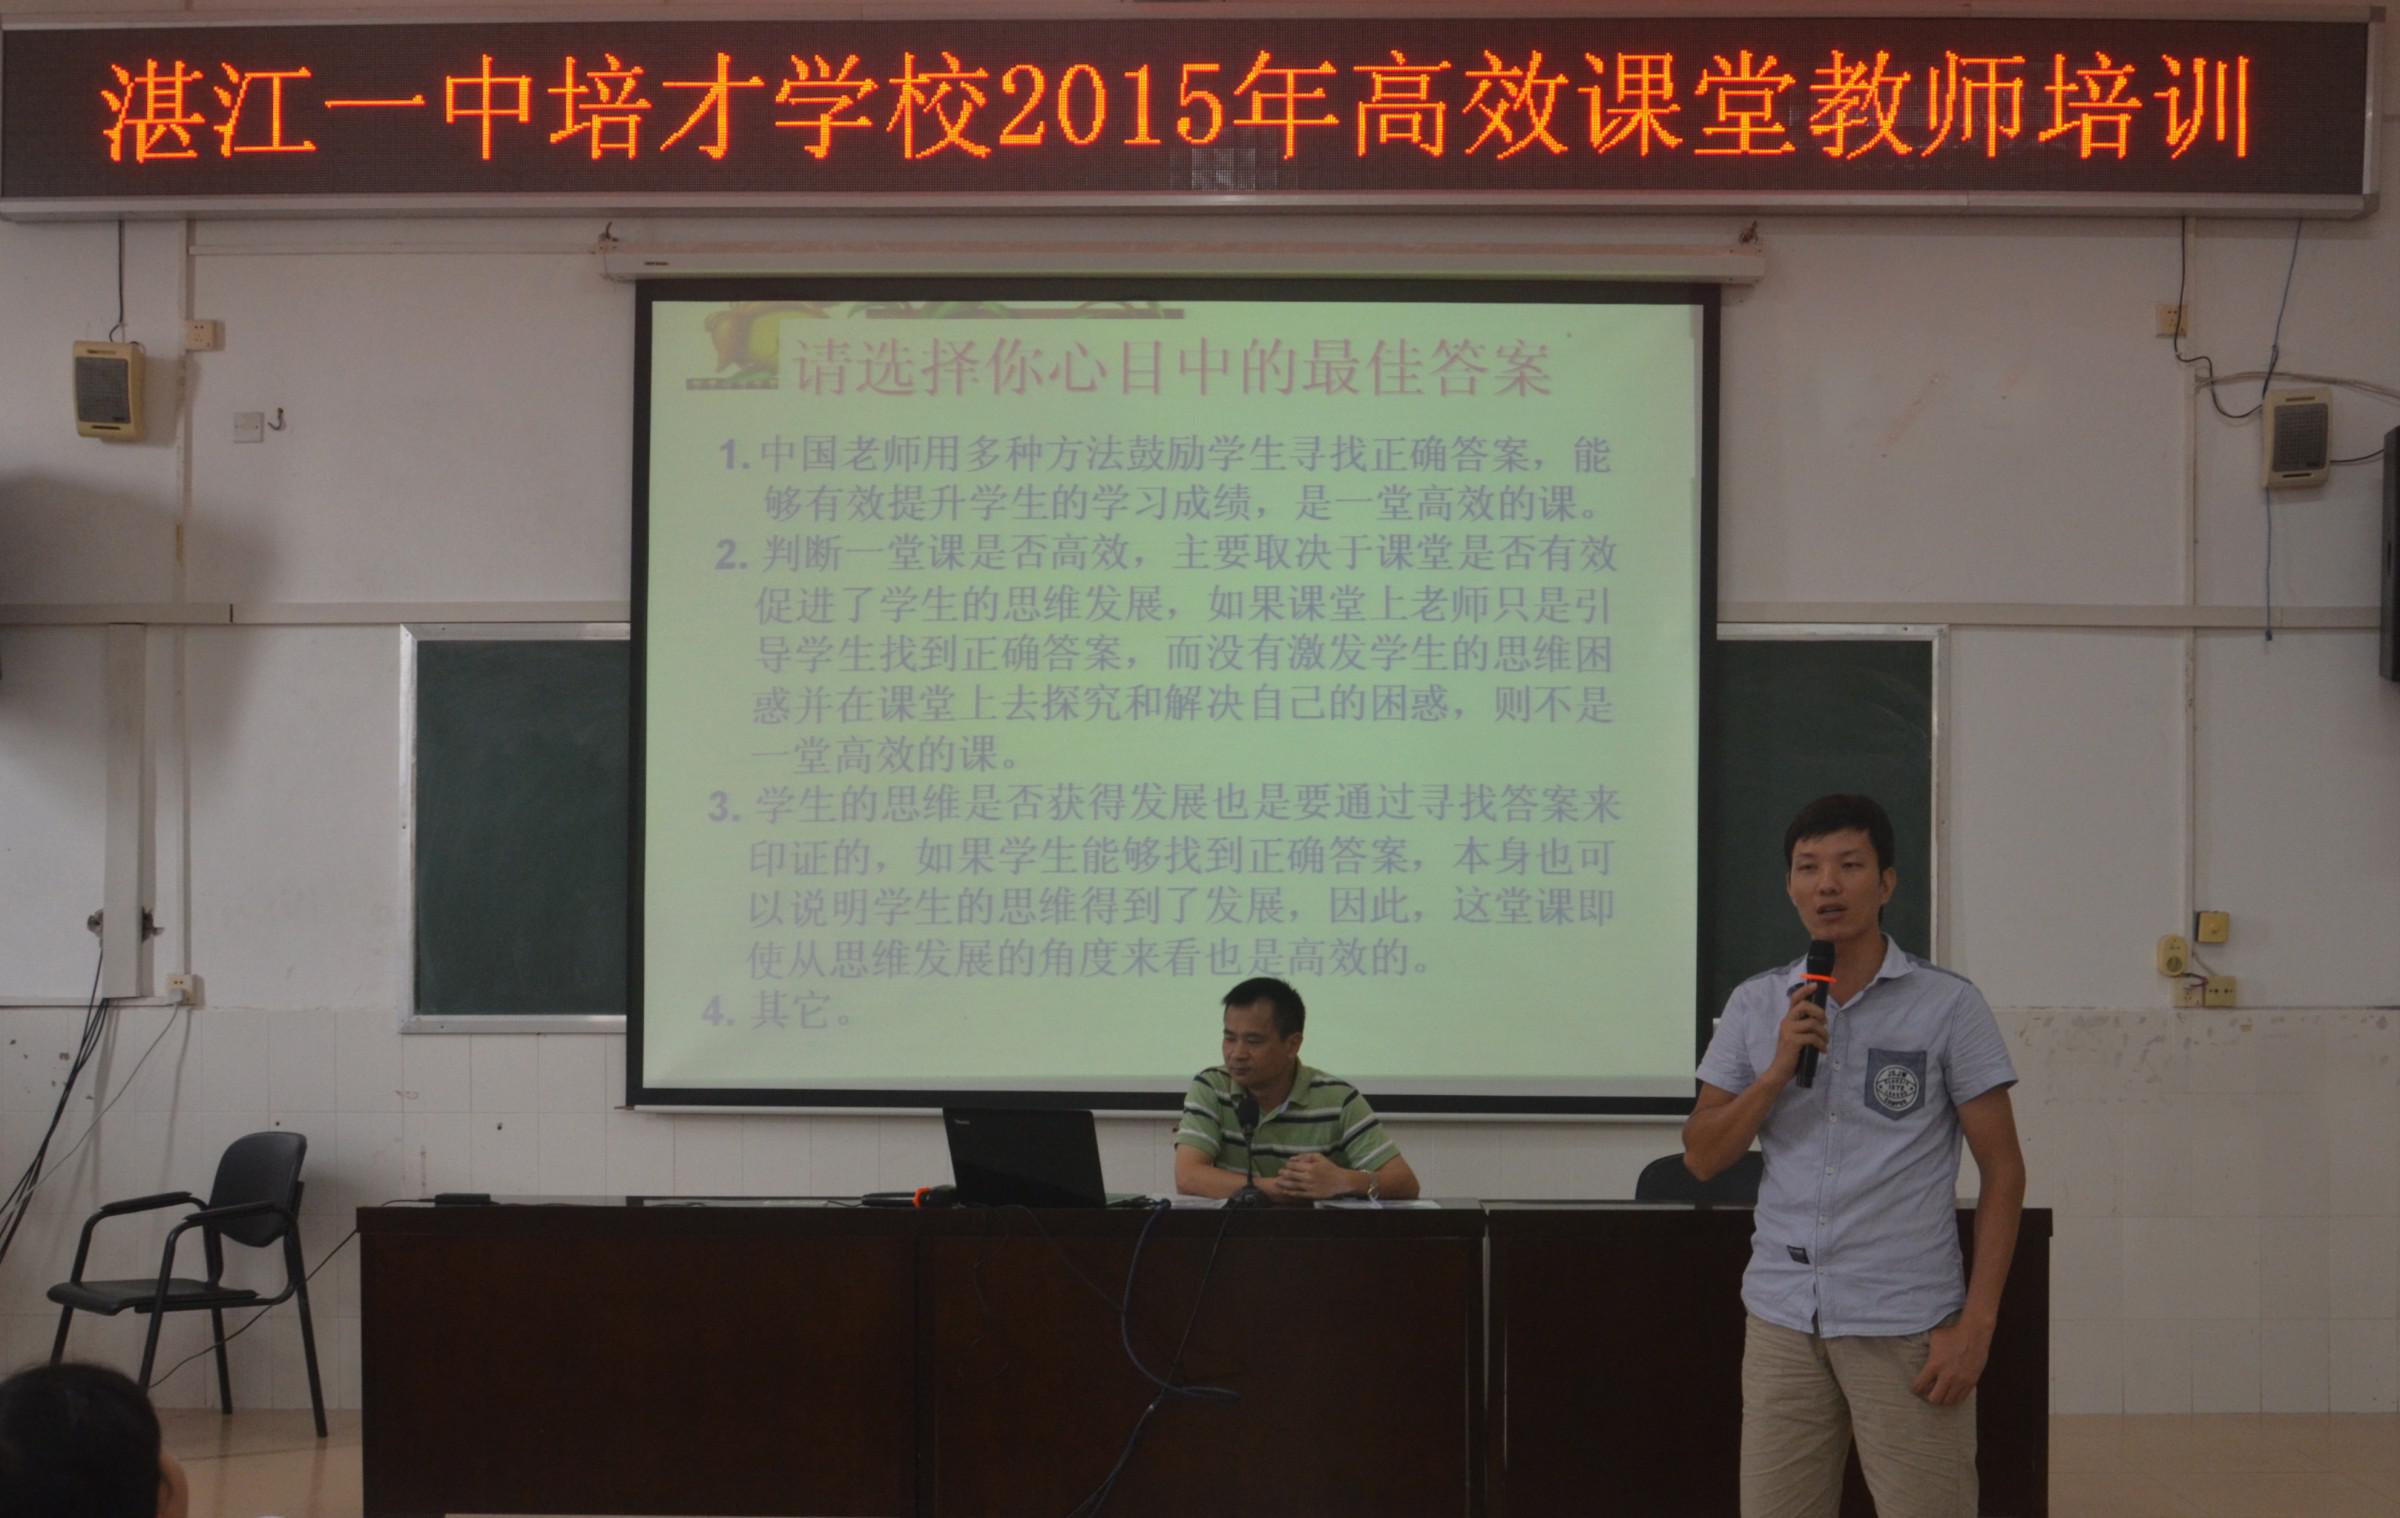 湛江一中培才学校2015年高效课堂教师培训
请选择你心目中的最佳答案
1. 中国老师用多种方法鼓励学生寻找正确答案，能
够有效提升学生的学习成绩，是一堂高效的课。
2. 判断一堂课是否高效，主要取决于课堂是否有效
促进了学生的思维发展，如果课堂上老师只是引
导学生找到正确答案，而没有激发学生的思维困
惑并在课堂上去探究和解决自己的困惑，则不是
一堂高效的课。
3. 学生的思维是否获得发展也是要通过寻找答案来
印证的，如果学生能够找到正确答案，本身也可
以说明学生的思维得到了发展，因此，这堂课即
使从思维发展的角度来看也是高效的。
4. 其它。